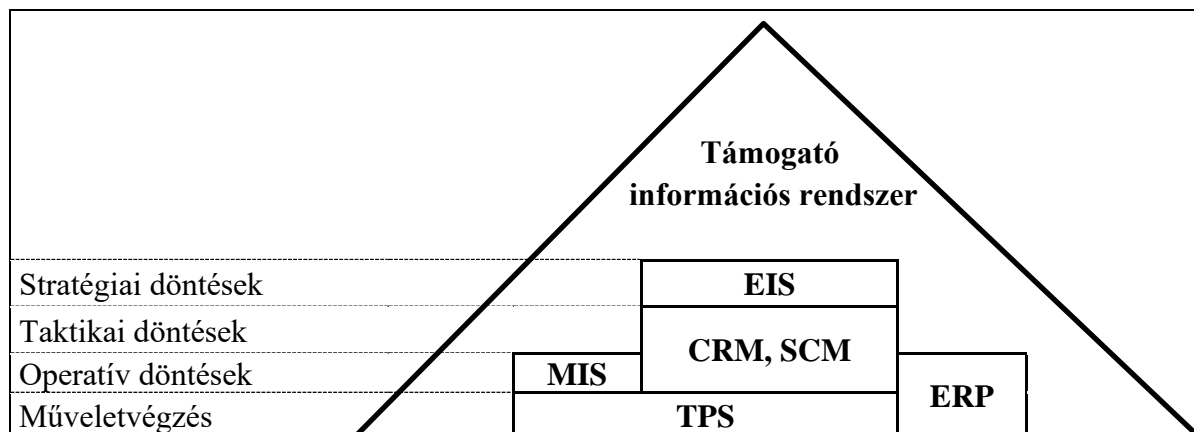 Támogató
információs rendszer
Stratégiai döntések
EIS
Taktikai döntések
CRM, SCM
Operatív döntések
MIS
ERP
Műveletvégzés
TPS